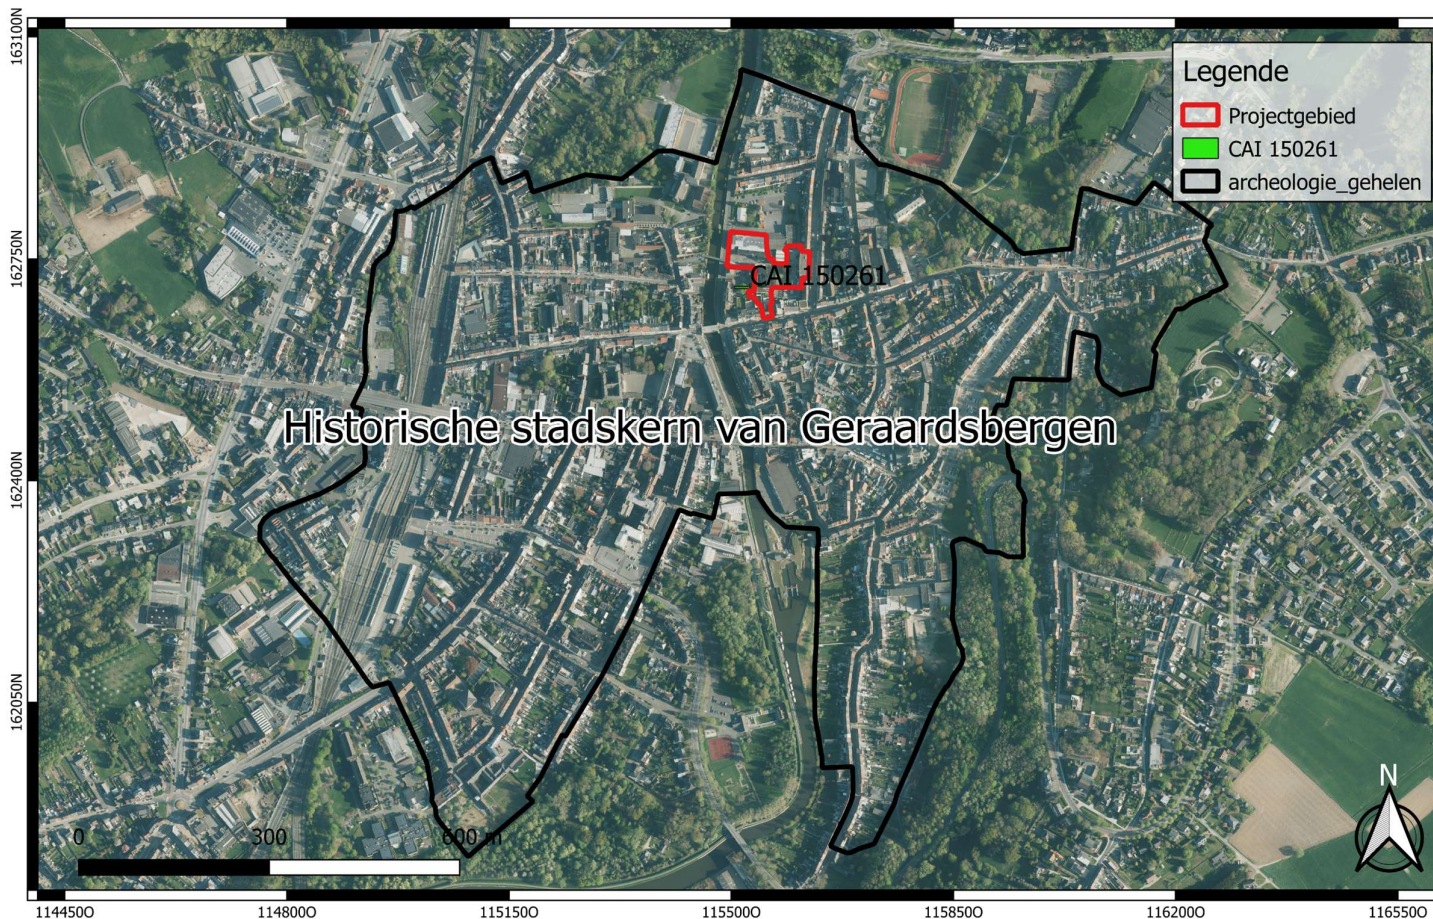 163100N
162750N
162400N
162050N
Legende
Projectgebied
CAI 150261
archeologie_gehelen
CAI 150261
Historische stadskern van Geraardsbergen
N
0 300 600 m
114450O 114800O 115150O 115500O 115850O 116200O 116550O